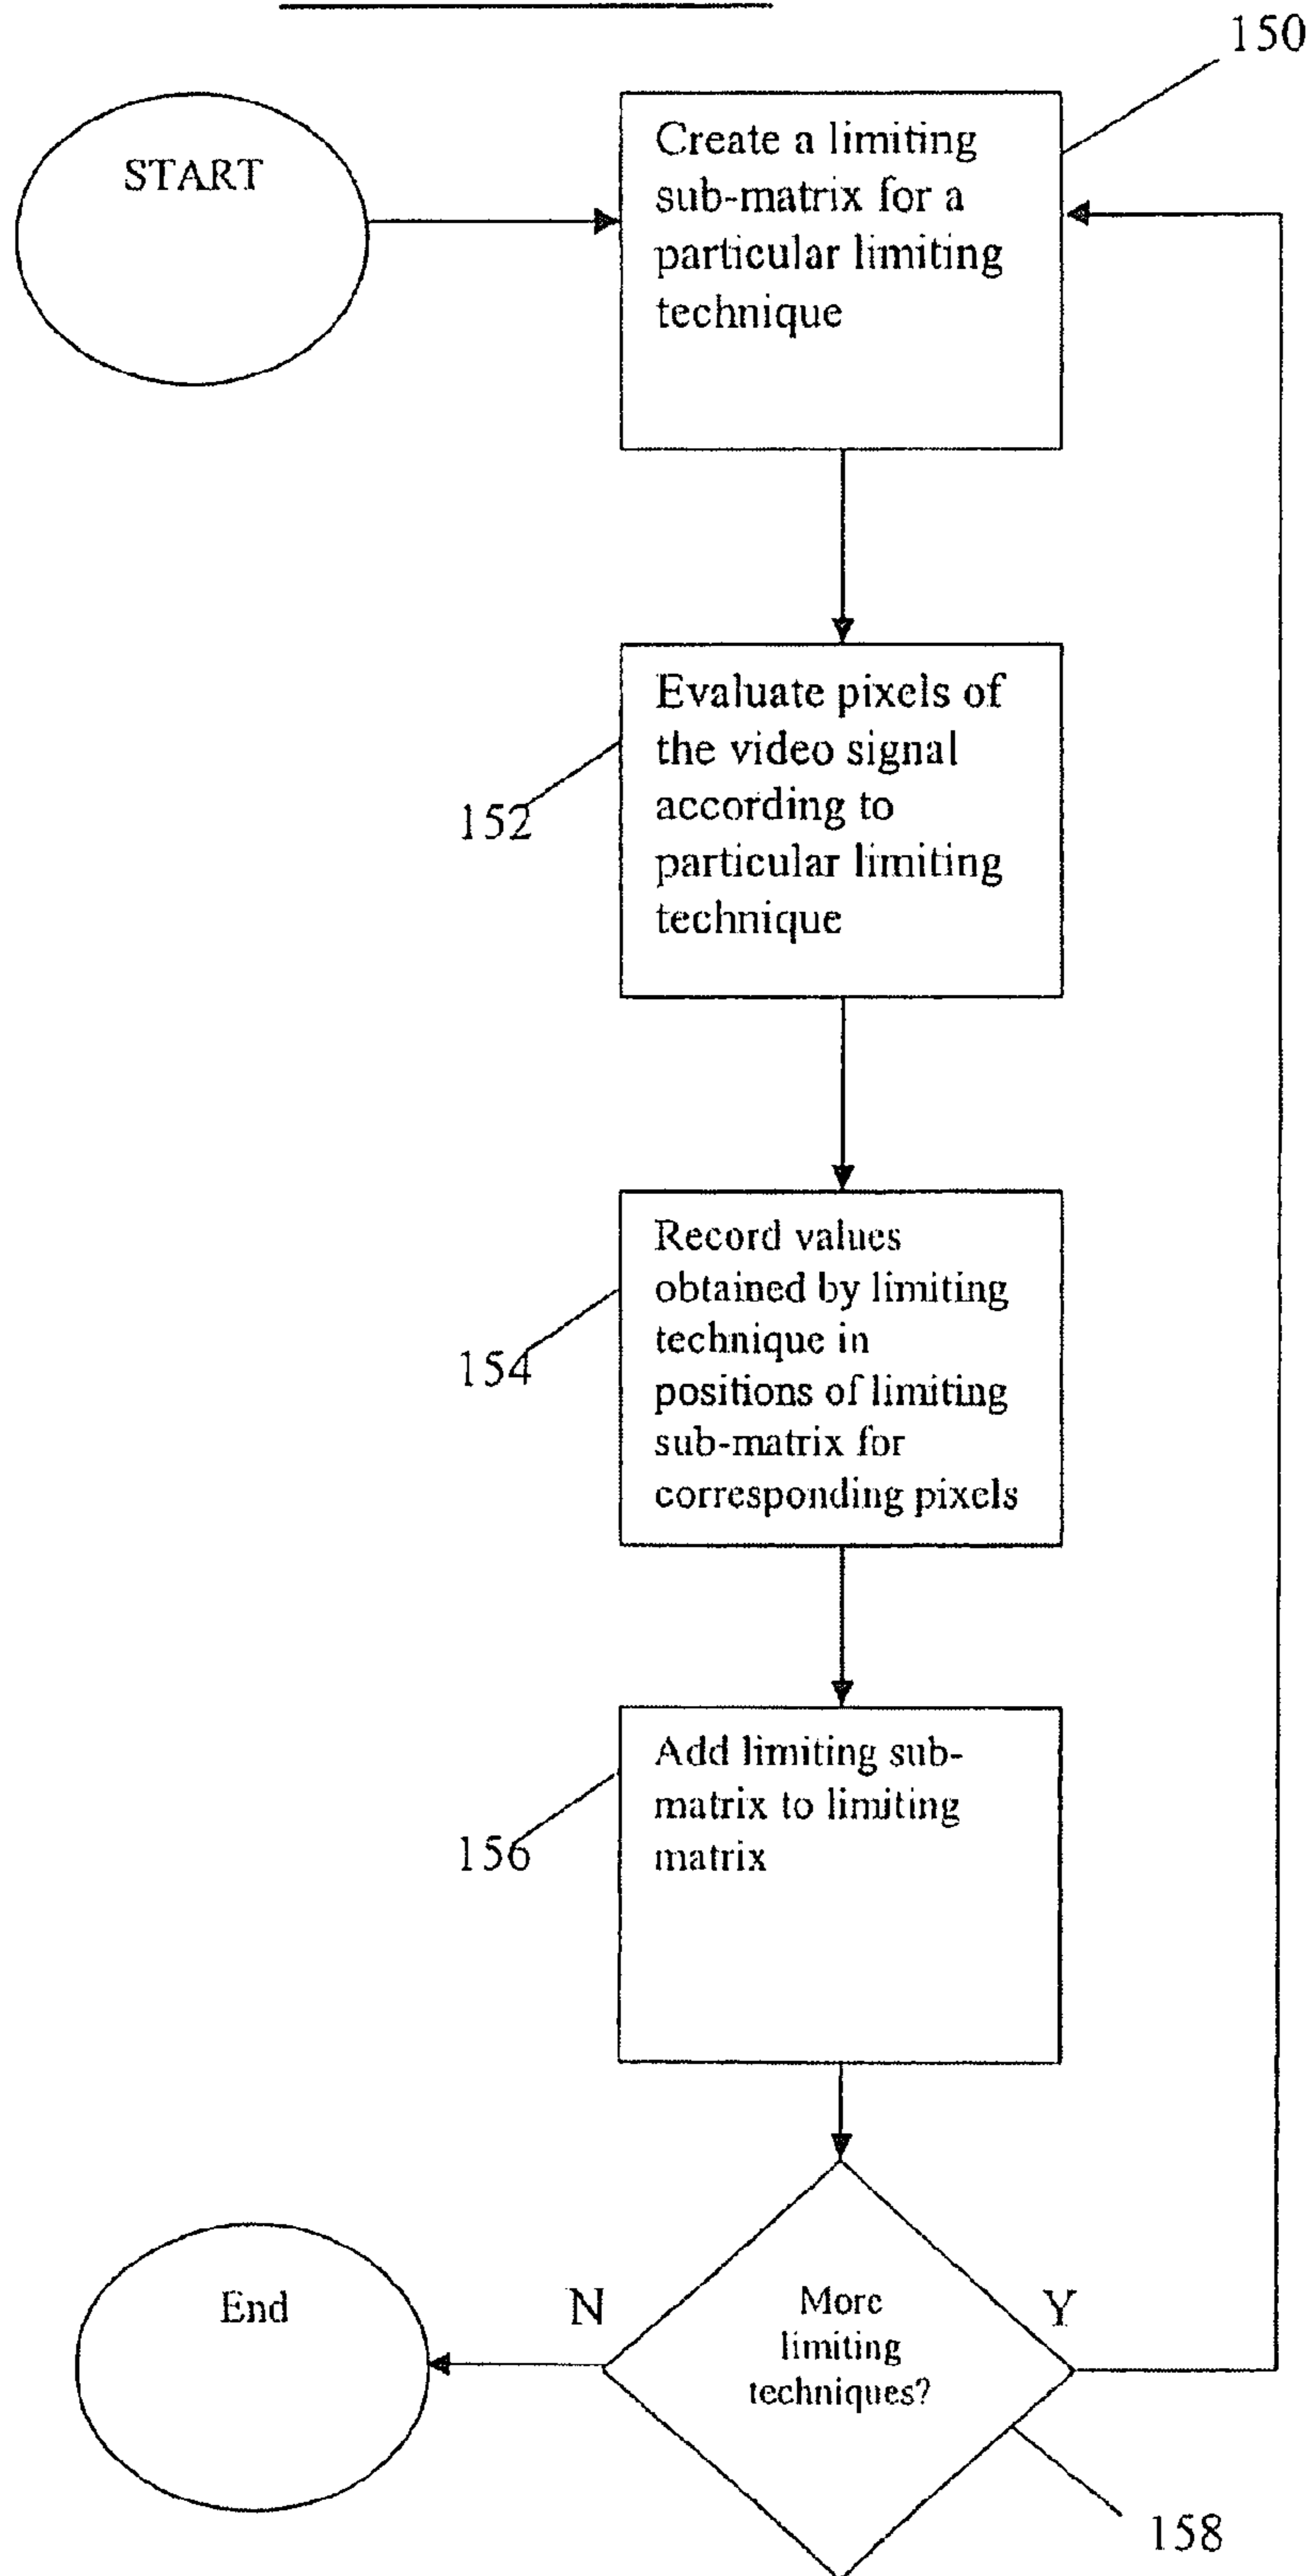 150
START
Create a limiting
sub-matrix for a
particular limiting
technique
Evaluate pixels of
the video signal
according to
particular limiting
technique
152
Record values
obtained by limiting
technique in
positions of limiting
sub-matrix for
corresponding pixels
154
Add limiting sub-
matrix to limiting
matrix
156
End
N
More
limiting
techniques?
Y
158